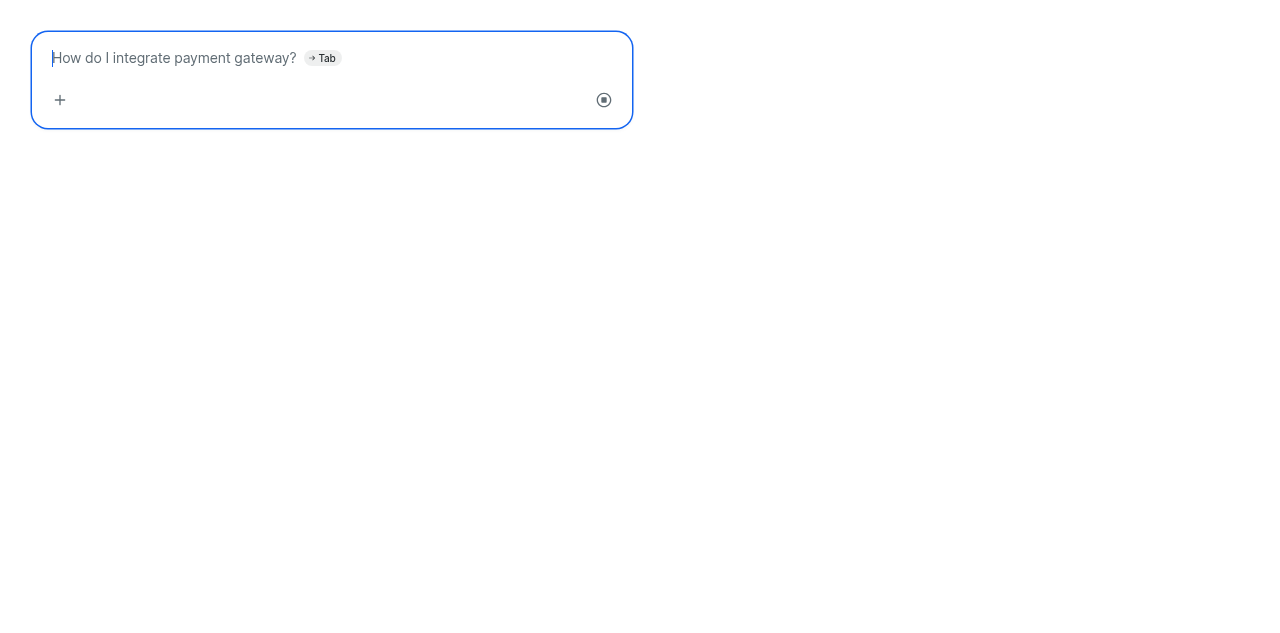 How do I integrate payment gateway? → Tab